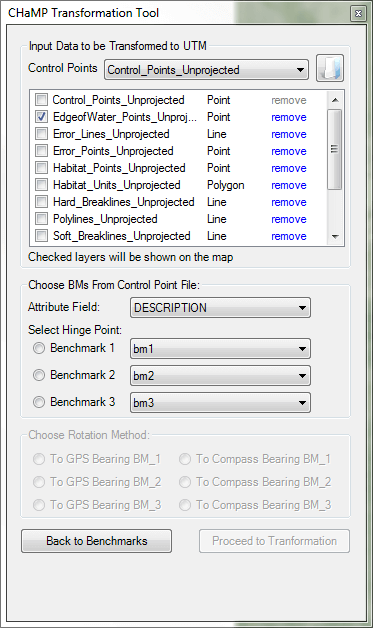 CHaMP Transformation Tool
Input Data to be Transformed to UTM
Control Points Control_Points_Unprojected
Control_Points_Unprojected Point remove
EdgeofWater_Points_Unproj... Point remove
Error_Lines_Unprojected Line remove
Error_Points_Unprojected Point remove
Habitat_Points_Unprojected Point remove
Habitat_Units_Unprojected Polygon remove
Hard_Breaklines_Unprojected Line remove
Polylines_Unprojected Line remove
Soft_Breaklines_Unprojected Line remove
Checked layers will be shown on the map
Choose BMs From Control Point File:
Attribute Field: DESCRIPTION
Select Hinge Point:
Benchmark 1 bm1
Benchmark 2 bm2
Benchmark 3 bm3
Choose Rotation Method:
To GPS Bearing BM_1 To Compass Bearing BM_1
To GPS Bearing BM_2 To Compass Bearing BM_2
To GPS Bearing BM_3 To Compass Bearing BM_3
Back to Benchmarks Proceed to Tranformation